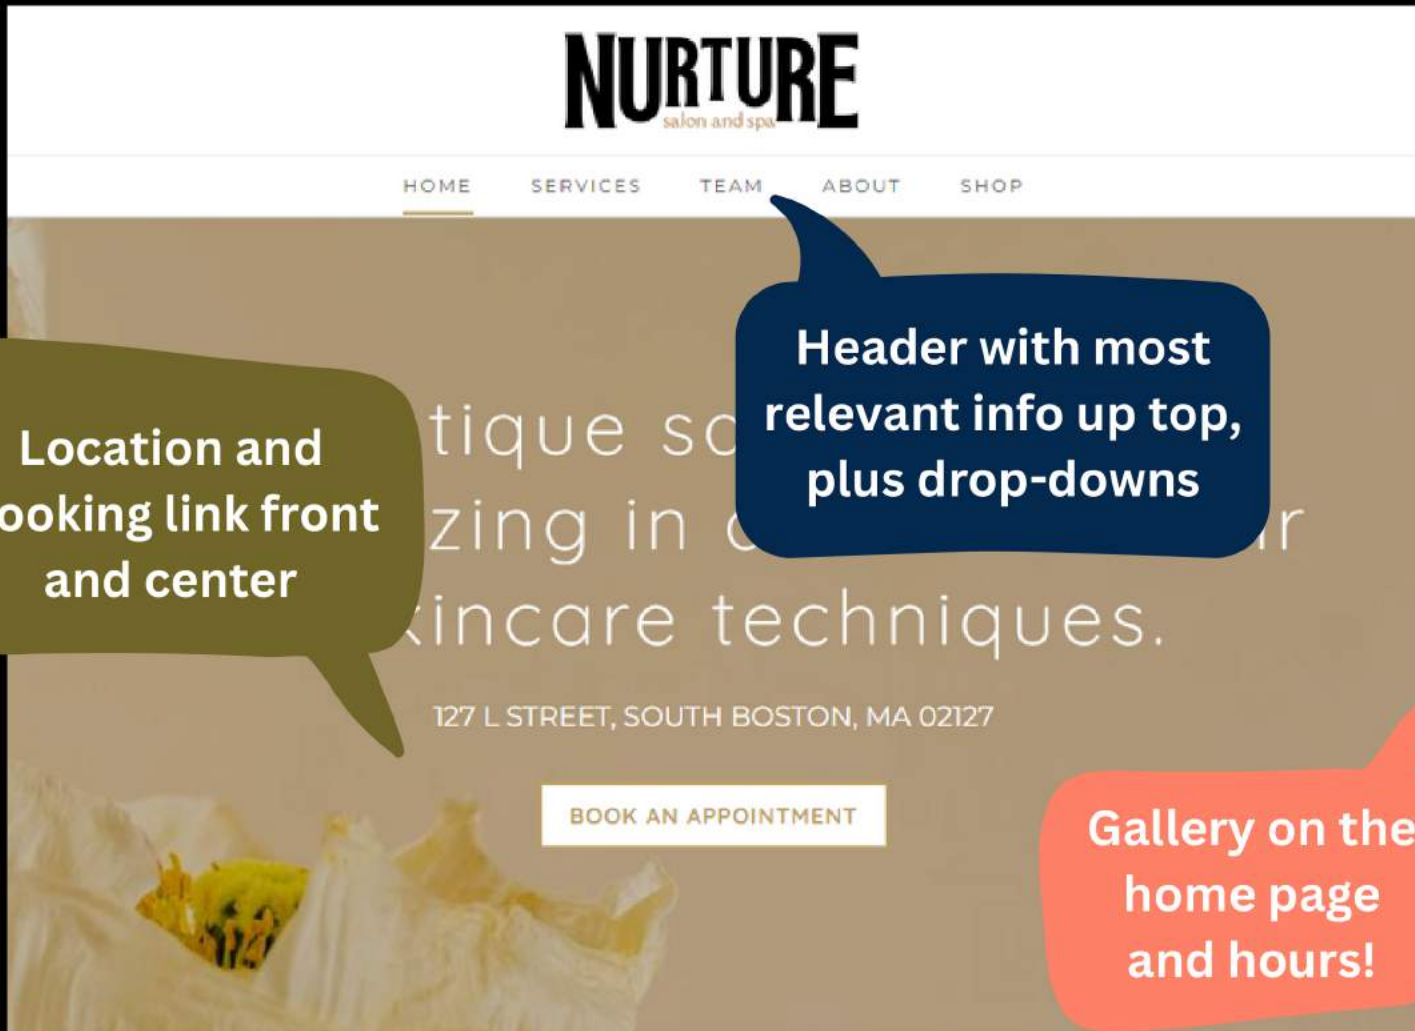 NURTURE
salon and spa
HOME SERVICES TEAM ABOUT SHOP
Header with most
relevant info up top,
plus drop-downs
Location and
ooking link front
and center
tique
zing in
kincare techniques.
127 L STREET, SOUTH BOSTON, MA 02127
BOOK AN APPOINTMENT
Gallery on the
home page
and hours!